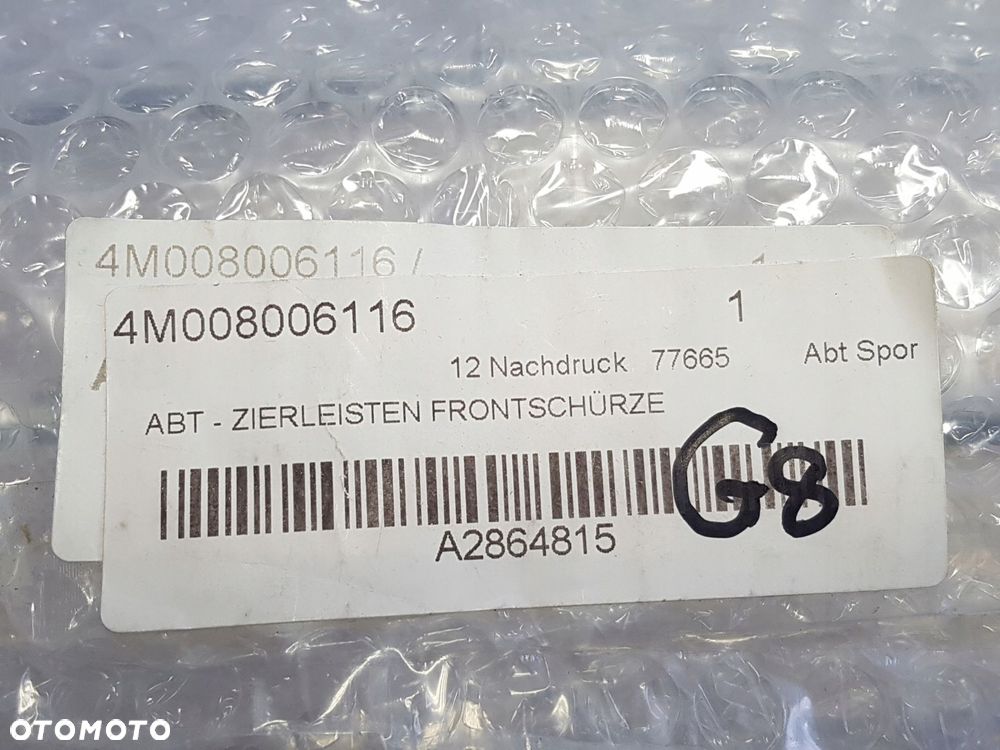 4M008006116 /
4M008006116 1
12 Nachdruck 77665 Abt Spor
ABT - ZIERLEISTEN FRONTSCHÜRZE
G8
A2864815
OTOMOTO